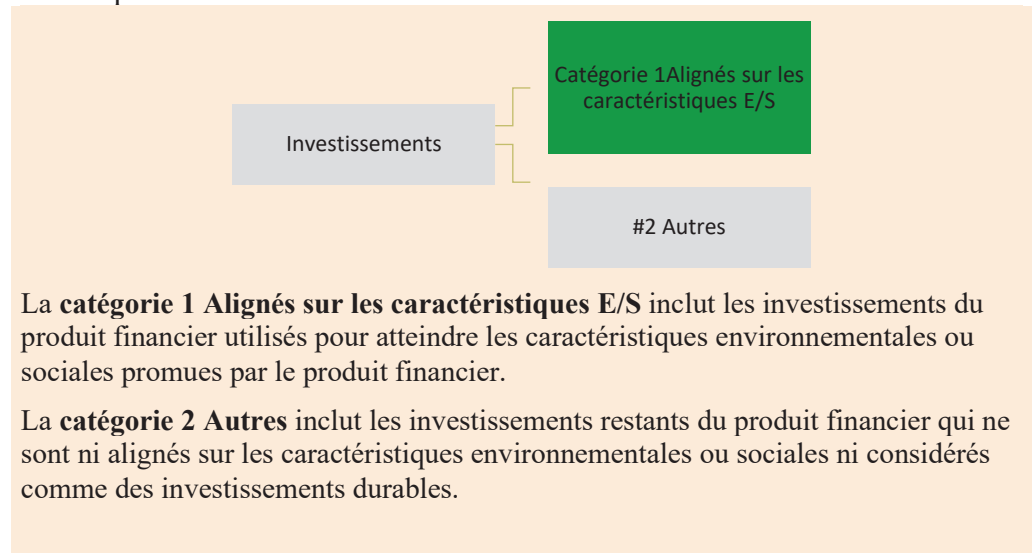 Catégorie 1Alignés sur les
caractéristiques E/S
Investissements
#2 Autres
La catégorie 1 Alignés sur les caractéristiques E/S inclut les investissements du
produit financier utilisés pour atteindre les caractéristiques environnementales ou
sociales promues par le produit financier.
La catégorie 2 Autres inclut les investissements restants du produit financier qui ne
sont ni alignés sur les caractéristiques environnementales ou sociales ni considérés
comme des investissements durables.